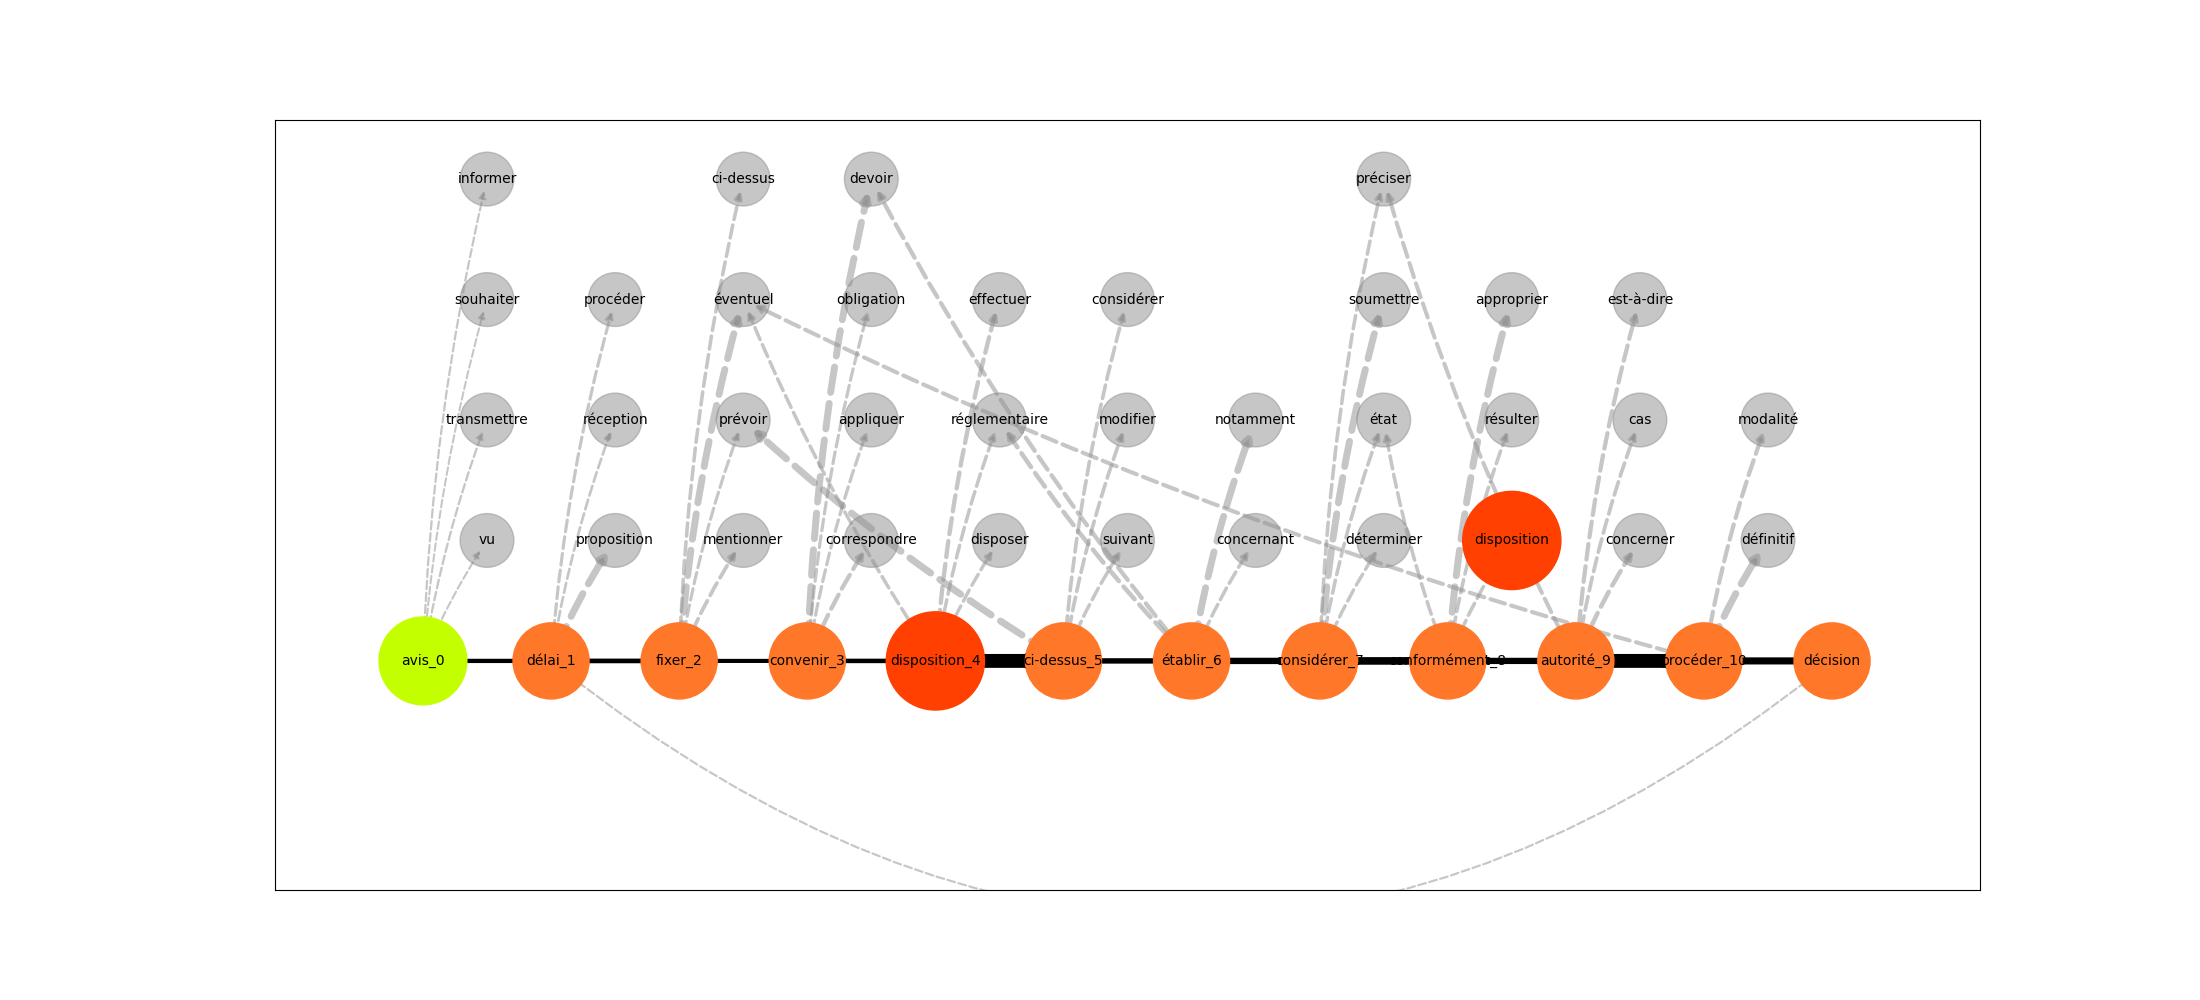 informer ci-dessus devoir préciser
souhaiter procéder éventuel obligation effectuer considérer soumettre approprier est-à-dire
transmettre réception prévoir appliquer réglementaire modifier notamment état résulter cas modalité
vu proposition mentionner correspondre disposer suivant concernant déterminer disposition concerner définitif
avis_0 délai_1 fixer_2 convenir_3 disposition_4 ci-dessus_5 établir_6 considérer_7 conformément_8 autorité_9 procéder_10 décision